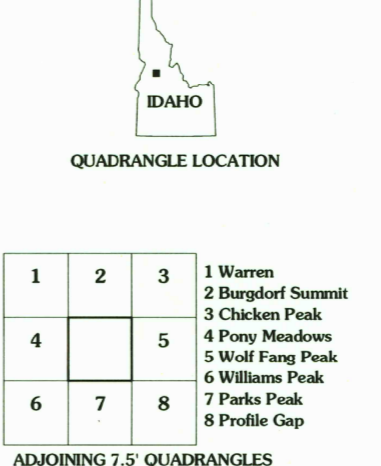 IDAHO
QUADRANGLE LOCATION
1 2 3
4 5
6 7 8
1 Warren
2 Burgdorf Summit
3 Chicken Peak
4 Pony Meadows
5 Wolf Fang Peak
6 Williams Peak
7 Parks Peak
8 Profile Gap
ADJOINING 7.5' QUADRANGLES